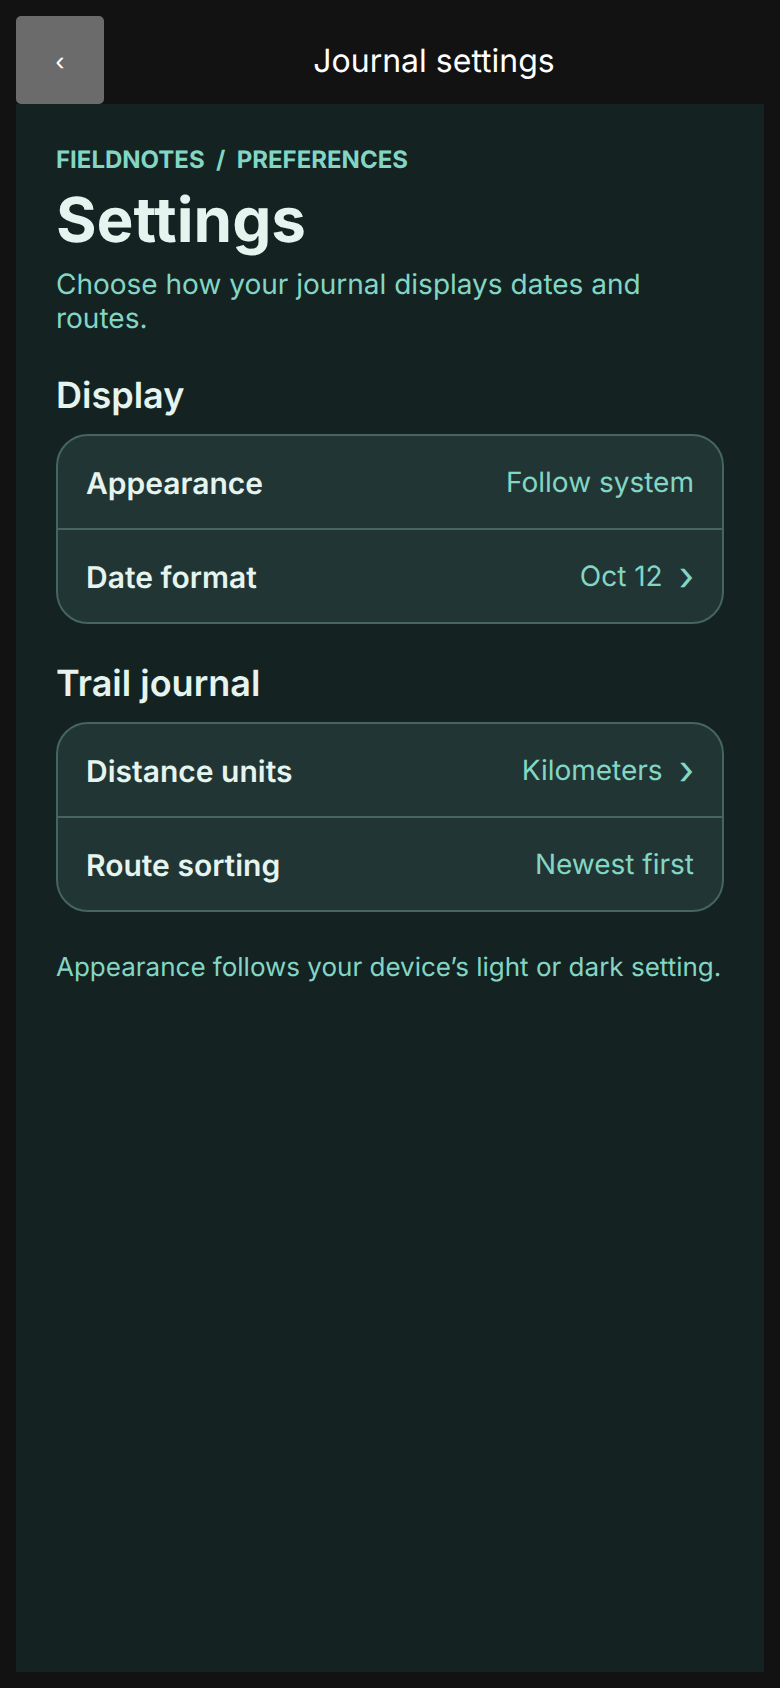 ‹
Journal settings
FIELDNOTES / PREFERENCES
Settings
Choose how your journal displays dates and
routes.
Display
Appearance Follow system
Date format Oct 12 ›
Trail journal
Distance units Kilometers ›
Route sorting Newest first
Appearance follows your device’s light or dark setting.